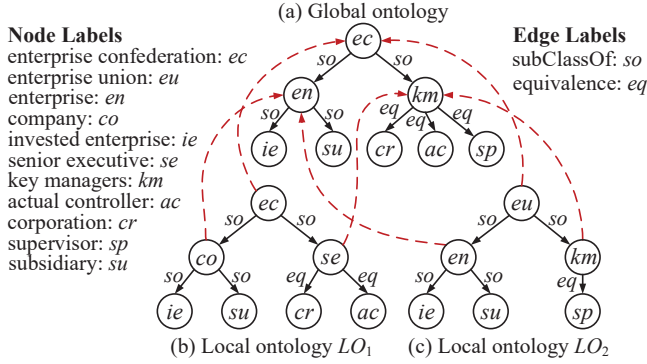 (a) Global ontology
Node Labels
enterprise confederation: ec
enterprise union: eu
enterprise: en
company: co
invested enterprise: ie
senior executive: se
key managers: km
actual controller: ac
corporation: cr
supervisor: sp
subsidiary: su
Edge Labels
subClassOf: so
equivalence: eq
ec
so so
en km
so so eq eq eq
ie su cr ac sp
ec
so so
co se
so so eq eq
ie su cr ac
(b) Local ontology LO1
eu
so so
en km
so so eq
ie su sp
(c) Local ontology LO2